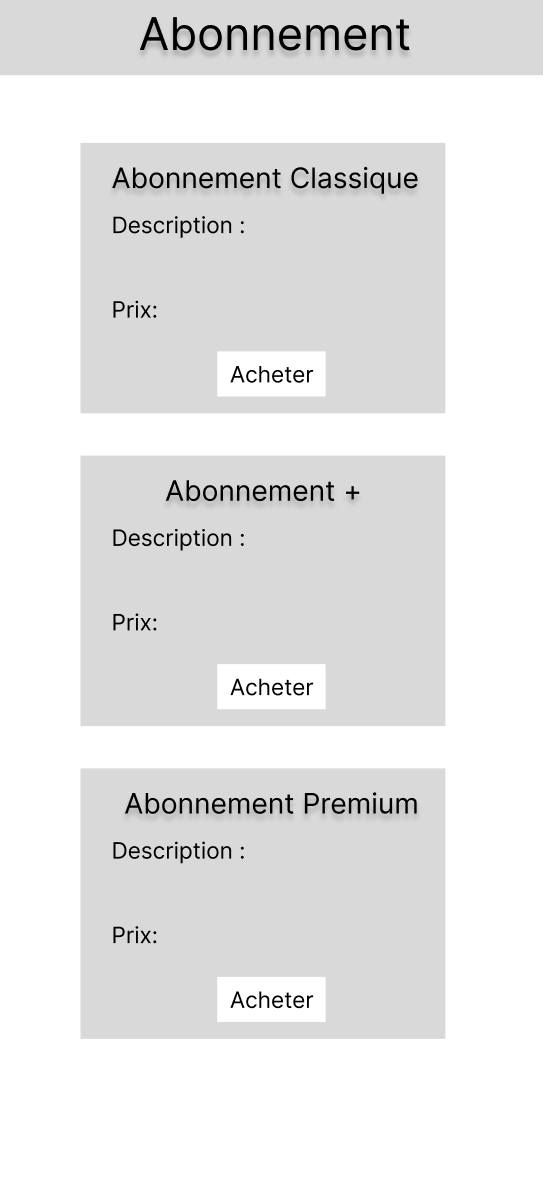 Abonnement
Abonnement Classique
Description :
Prix:
Acheter
Abonnement +
Description :
Prix:
Acheter
Abonnement Premium
Description :
Prix:
Acheter